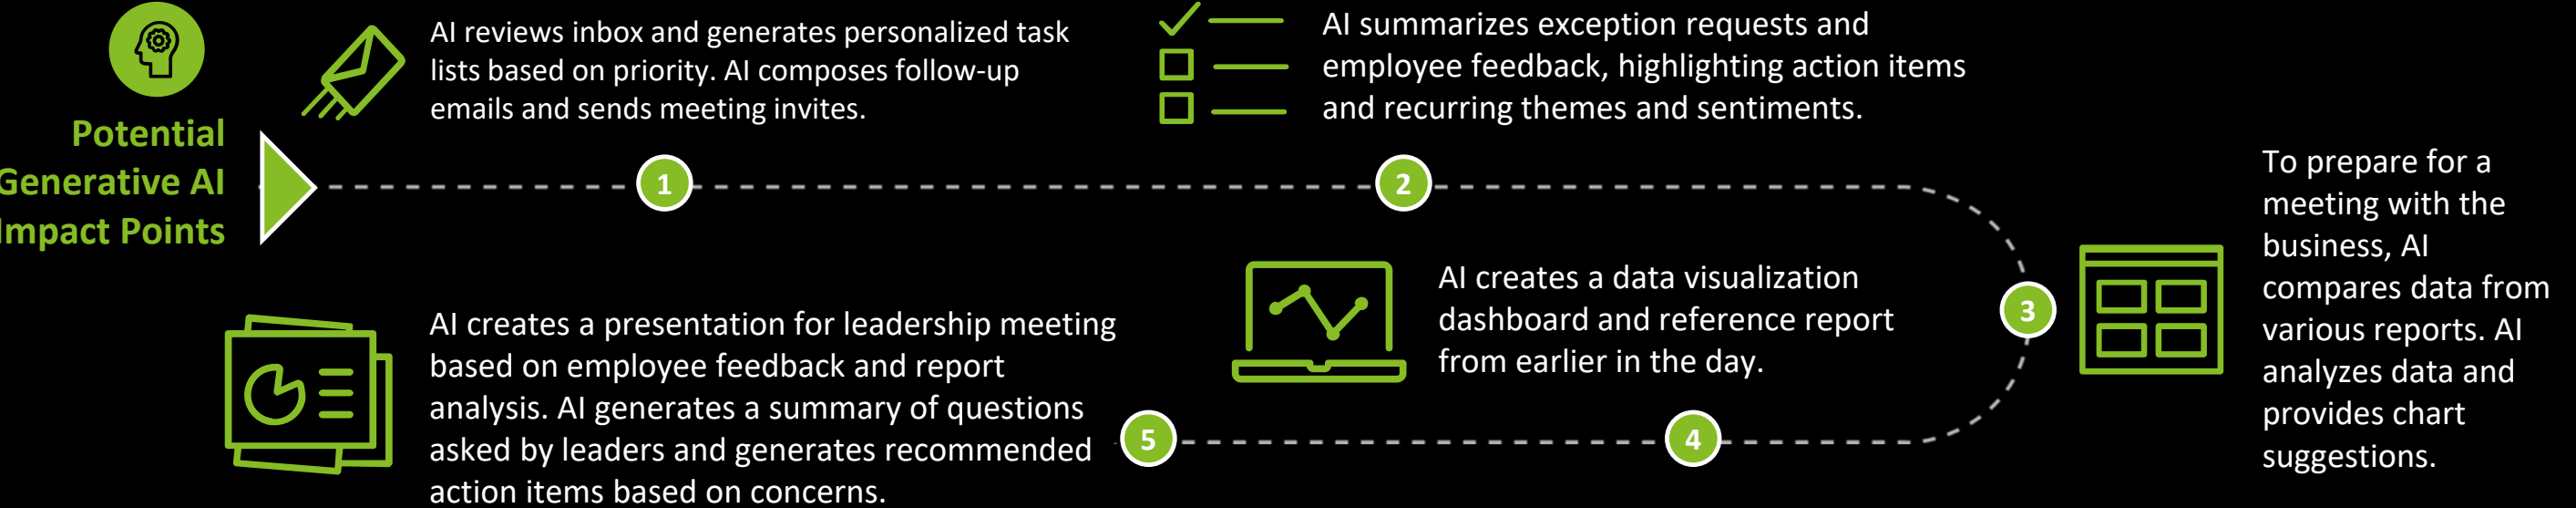 Potential
Generative AI
Impact Points
AI reviews inbox and generates personalized task
lists based on priority. AI composes follow-up
emails and sends meeting invites.
1
AI summarizes exception requests and
employee feedback, highlighting action items
and recurring themes and sentiments.
2
To prepare for a
meeting with the
business, AI
compares data from
various reports. AI
analyzes data and
provides chart
suggestions.
3
AI creates a data visualization
dashboard and reference report
from earlier in the day.
4
AI creates a presentation for leadership meeting
based on employee feedback and report
analysis. AI generates a summary of questions
asked by leaders and generates recommended
action items based on concerns.
5